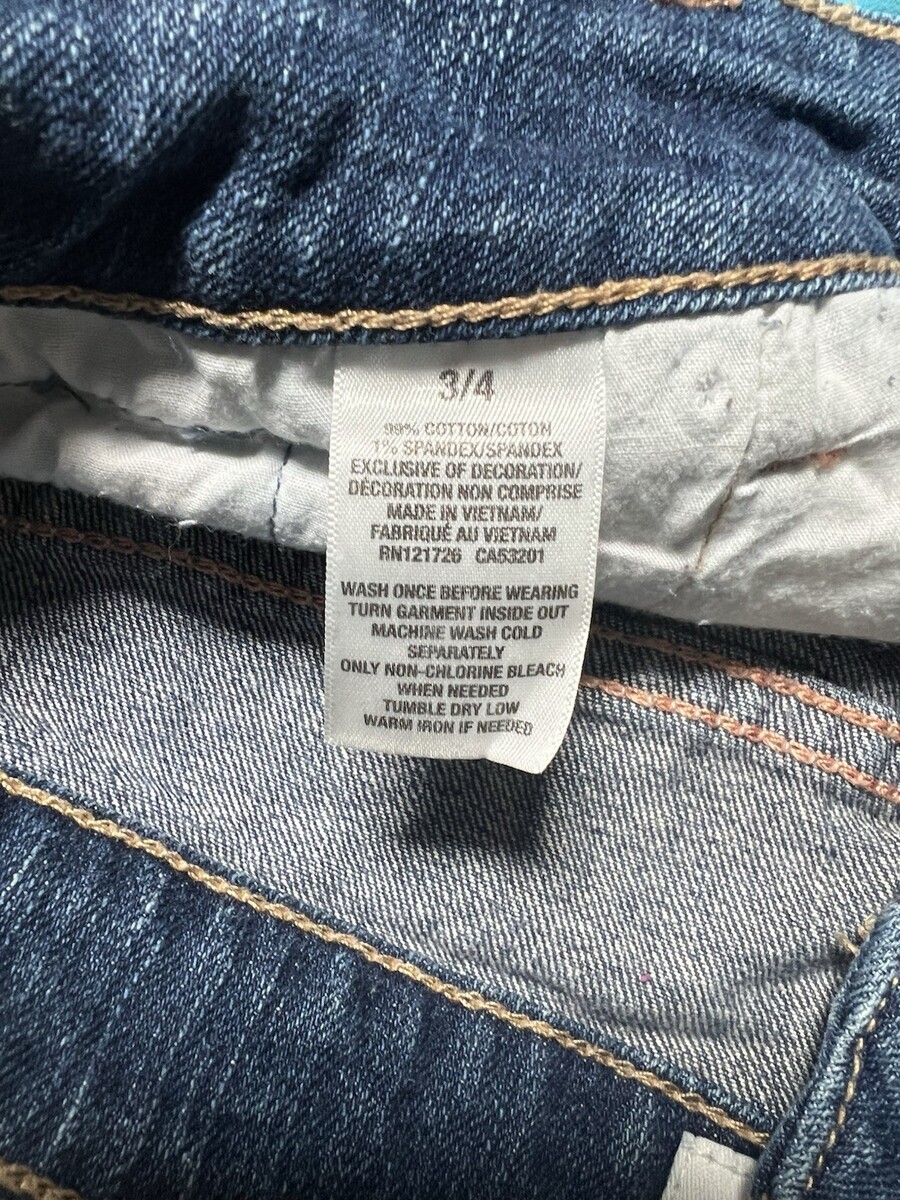 3/4
99% COTTON/COTON
1% SPANDEX/SPANDEX
EXCLUSIVE OF DECORATION/
DÉCORATION NON COMPRISE
MADE IN VIETNAM/
FABRIQUÉ AU VIETNAM
RN121726 CA53201
WASH ONCE BEFORE WEARING
TURN GARMENT INSIDE OUT
MACHINE WASH COLD
SEPARATELY
ONLY NON-CHLORINE BLEACH
WHEN NEEDED
TUMBLE DRY LOW
WARM IRON IF NEEDED